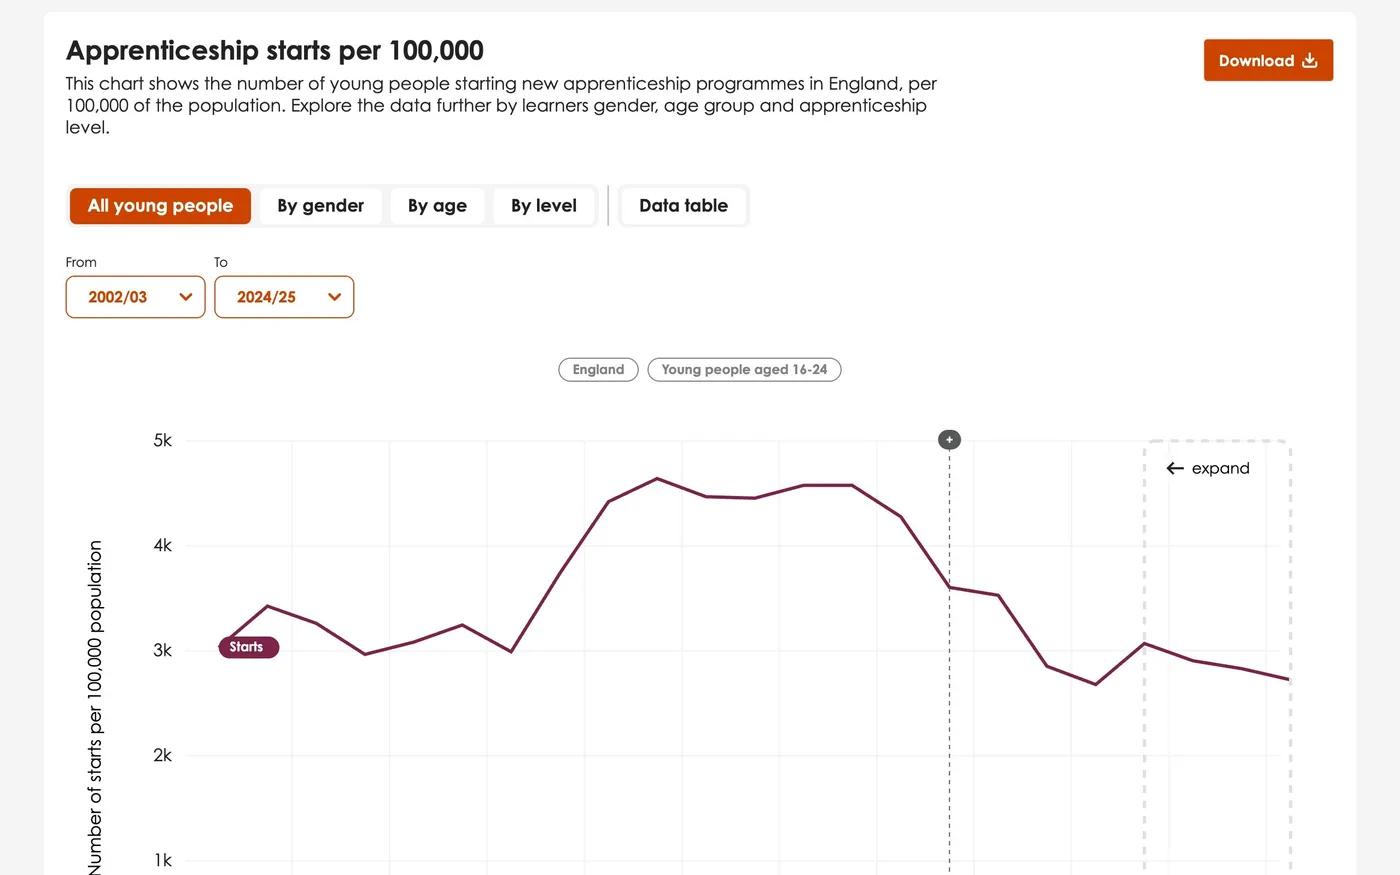 Apprenticeship starts per 100,000
Download
This chart shows the number of young people starting new apprenticeship programmes in England, per
100,000 of the population. Explore the data further by learners gender, age group and apprenticeship
level.
All young people
By gender
By age
By level
Data table
From
To
2002/03
2024/25
England
Young people aged 16-24
5k
+
expand
4k
Starts
3k
2k
1k
Number of starts per 100,000 population